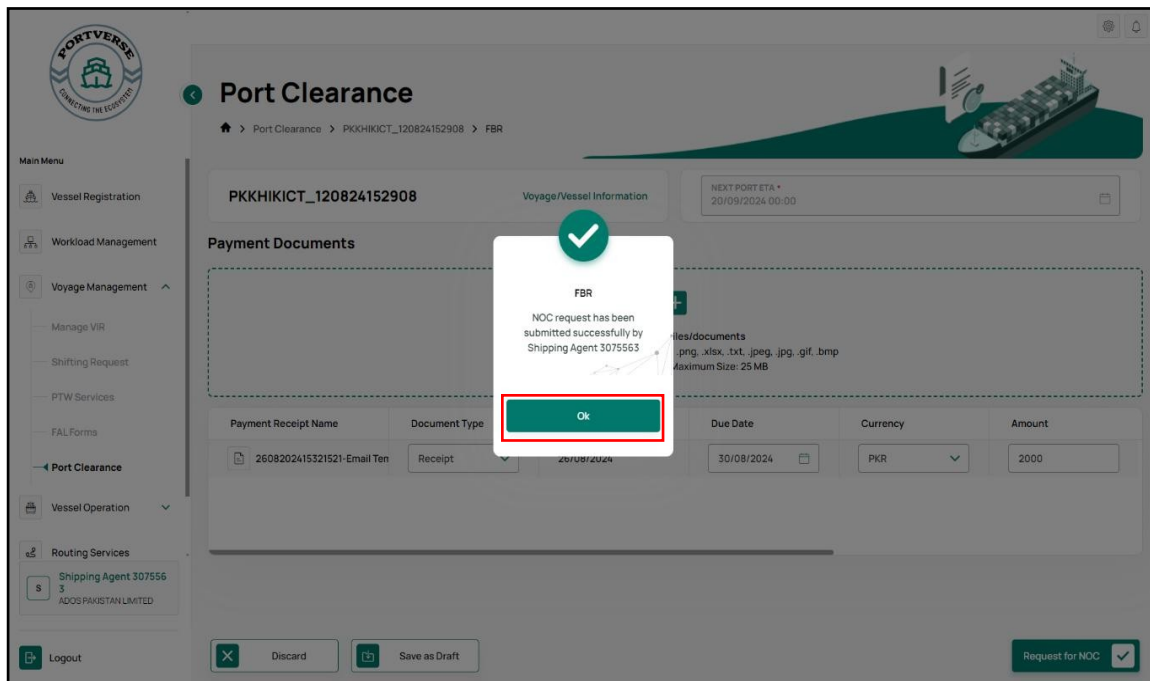 PORTVERSE
CONNECTING THE ECOSYSTEM
Port Clearance
Port Clearance > PKKHIKICT_120824152908 > FBR
Main Menu
Vessel Registration
Workload Management
Voyage Management
Manage VIR
Shifting Request
PTW Services
FAL Forms
Port Clearance
Vessel Operation
Routing Services
Shipping Agent 307556
3
ADOS PAKISTAN LIMITED
S
Logout
PKKHIKICT_120824152908
Voyage/Vessel Information
NEXT PORT ETA *
20/09/2024 00:00
Payment Documents
iles/documents
.png, .xlsx, .txt, .jpeg, .jpg, .gif, .bmp
Maximum Size: 25 MB
FBR
NOC request has been
submitted successfully by
Shipping Agent 3075563
Ok
Payment Receipt Name Document Type Due Date Currency Amount
2608202415321521-Email Ten Receipt 26/08/2024 30/08/2024 PKR 2000
Discard
Save as Draft
Request for NOC